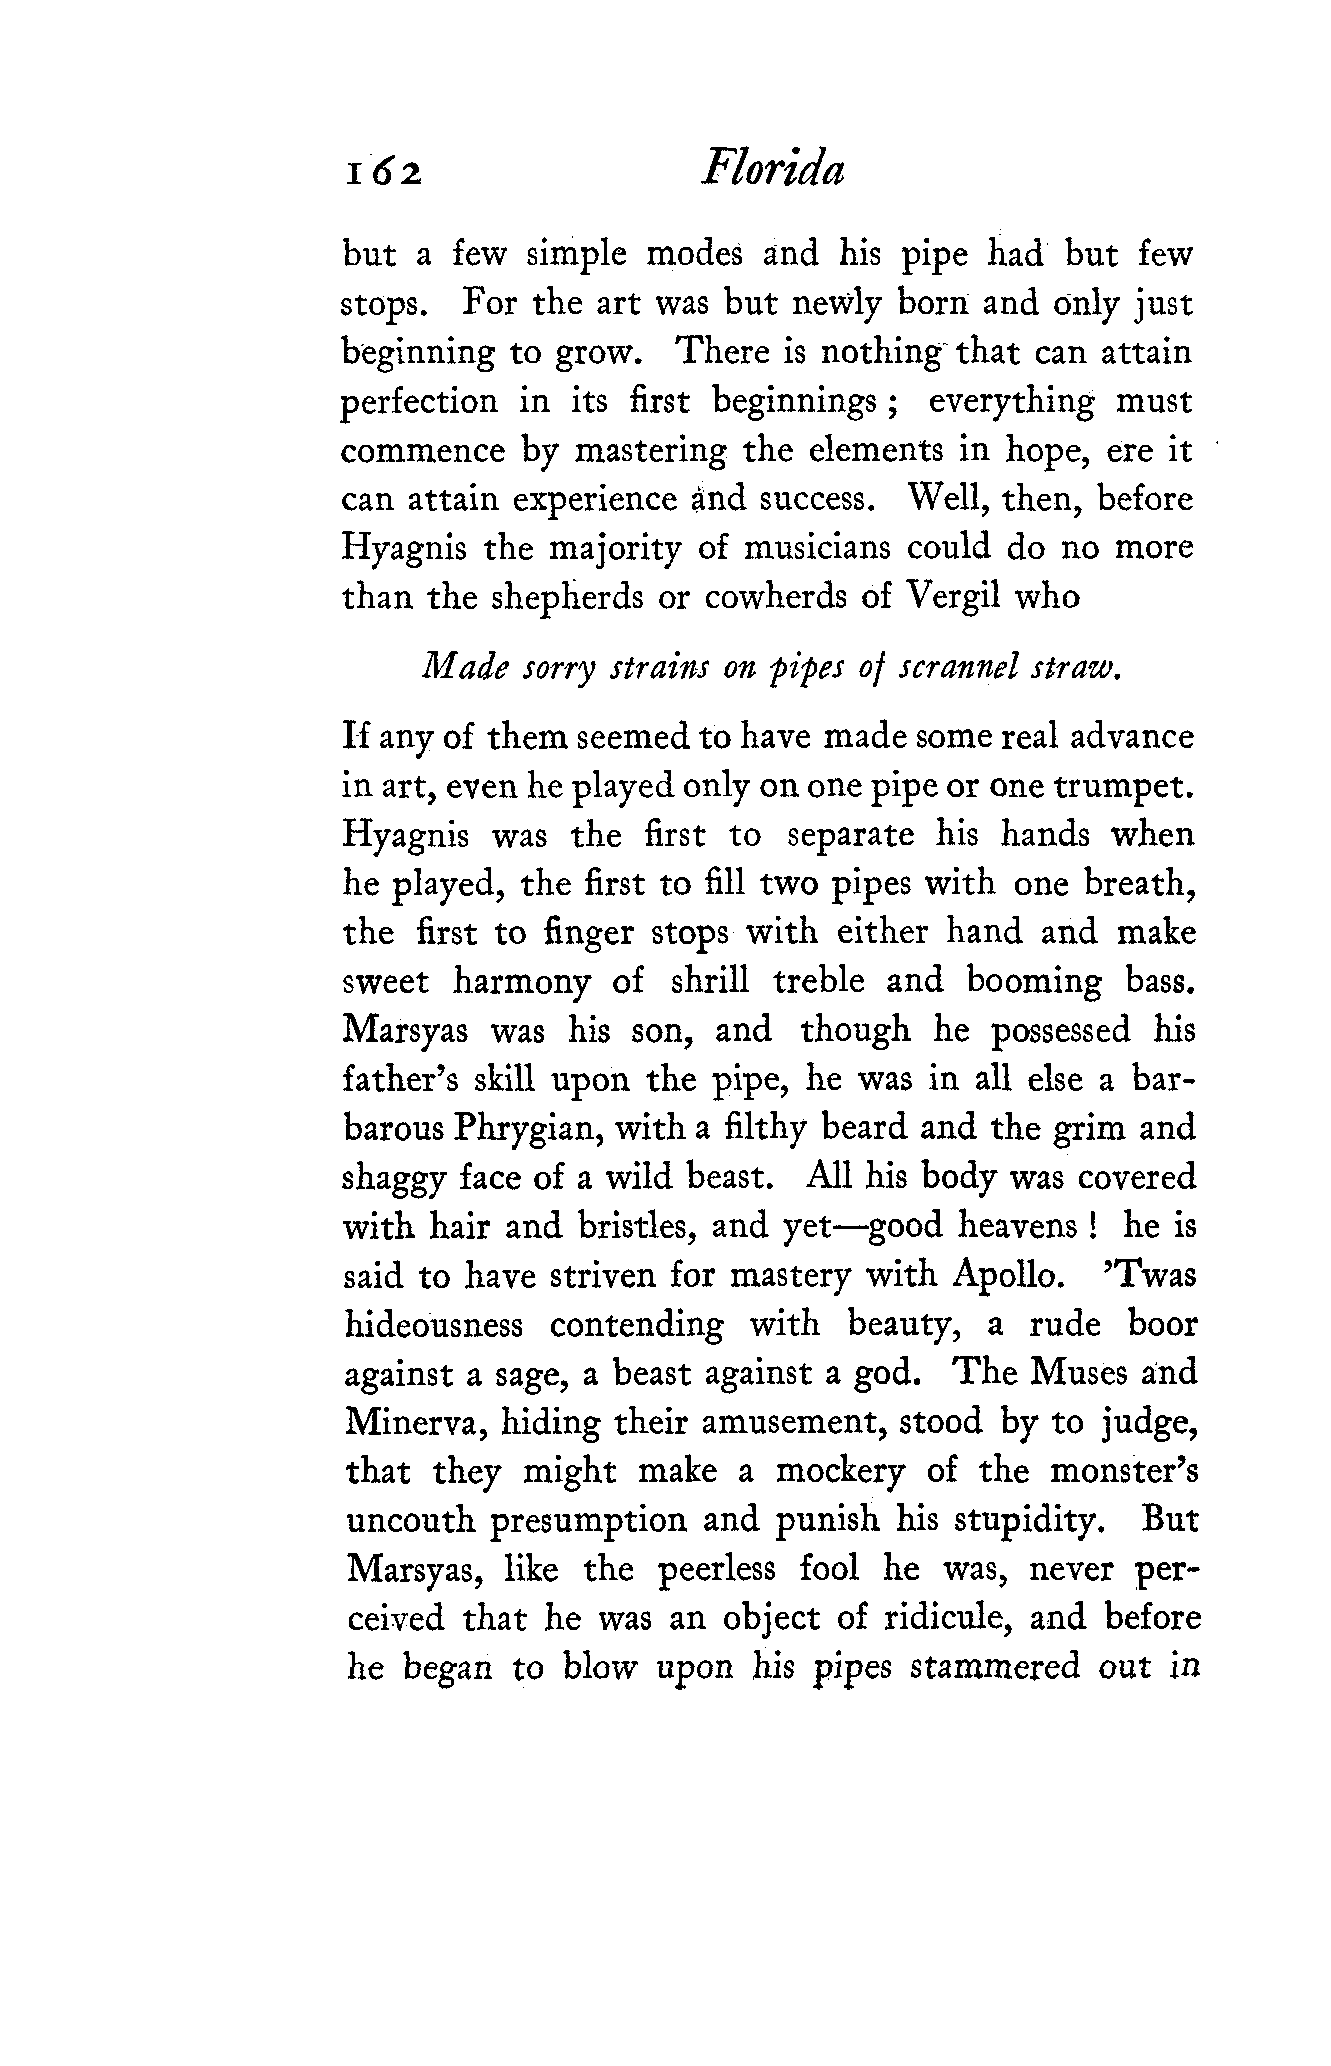 162 Florida
but a few simple modes and his pipe had but few
stops. For the art was but newly born and only just
beginning to grow. There is nothing that can attain
perfection in its first beginnings ; everything must
commence by mastering the elements in hope, ere it
can attain experience and success. Well, then, before
Hyagnis the majority of musicians could do no more
than the shepherds or cowherds of Vergil who
Made sorry strains on pipes of scrannel straw.
If any of them seemed to have made some real advance
in art, even he played only on one pipe or one trumpet.
Hyagnis was the first to separate his hands when
he played, the first to fill two pipes with one breath,
the first to finger stops with either hand and make
sweet harmony of shrill treble and booming bass.
Marsyas was his son, and though he possessed his
father's skill upon the pipe, he was in all else a bar-
barous Phrygian, with a filthy beard and the grim and
shaggy face of a wild beast. All his body was covered
with hair and bristles, and yet—good heavens ! he is
said to have striven for mastery with Apollo. 'Twas
hideousness contending with beauty, a rude boor
against a sage, a beast against a god. The Muses and
Minerva, hiding their amusement, stood by to judge,
that they might make a mockery of the monster's
uncouth presumption and punish his stupidity. But
Marsyas, like the peerless fool he was, never per-
ceived that he was an object of ridicule, and before
he began to blow upon his pipes stammered out in